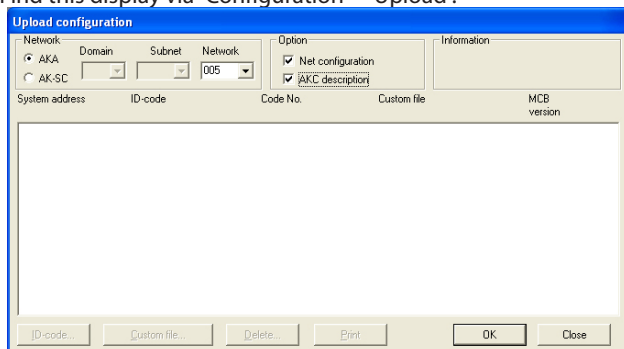 Find this display via "Configuration" - "Upload".
Upload configuration
Network
Option
Information
AKA
Domain
Subnet
Network
Net configuration
AK-SC
005
AKC description
System address
ID-code
Code No.
Custom file
MCB
version
ID-code...
Custom file...
Delete...
Print
OK
Close